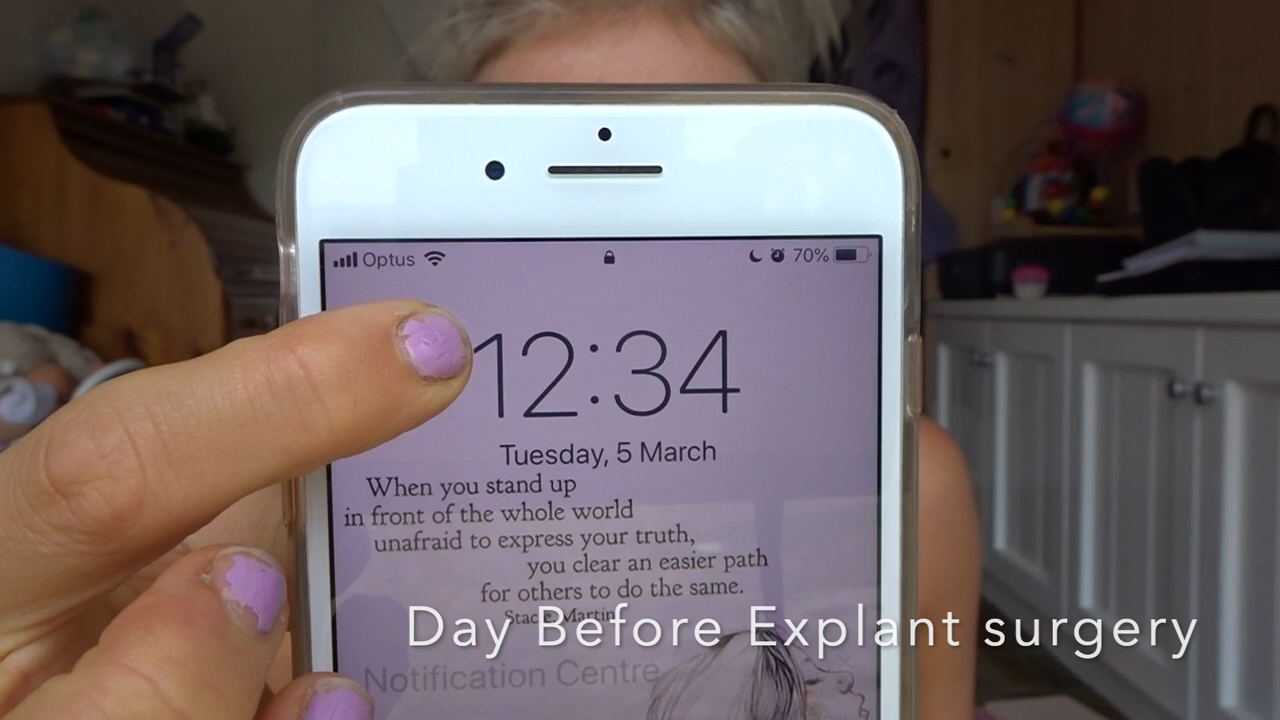 Optus
70%
12:34
Tuesday, 5 March
When you stand up
in front of the whole world
unafraid to express your truth,
you clear an easier path
for others to do the same.
Martin
Day Before Explant surgery
Notification Centre